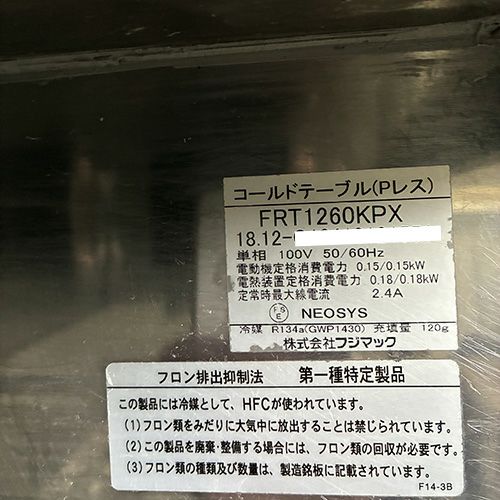 コールドテーブル(Pレス)
FRT1260KPX
18.12-
単相 100V 50/60Hz
電動機定格消費電力 0.15/0.15kW
電熱装置定格消費電力 0.18/0.18kW
定常時最大線電流 2.4A
NEOSYS
冷媒 R134a(GWP1430) 充填量 120g
株式会社フジマック
フロン排出抑制法 第一種特定製品
この製品には冷媒として、HFCが使われています。
(1)フロン類をみだりに大気中に放出することは禁じられています。
(2)この製品を廃棄・整備する場合には、フロン類の回収が必要です。
(3)フロン類の種類及び数量は、製造銘板に記載されています。
F14-3B